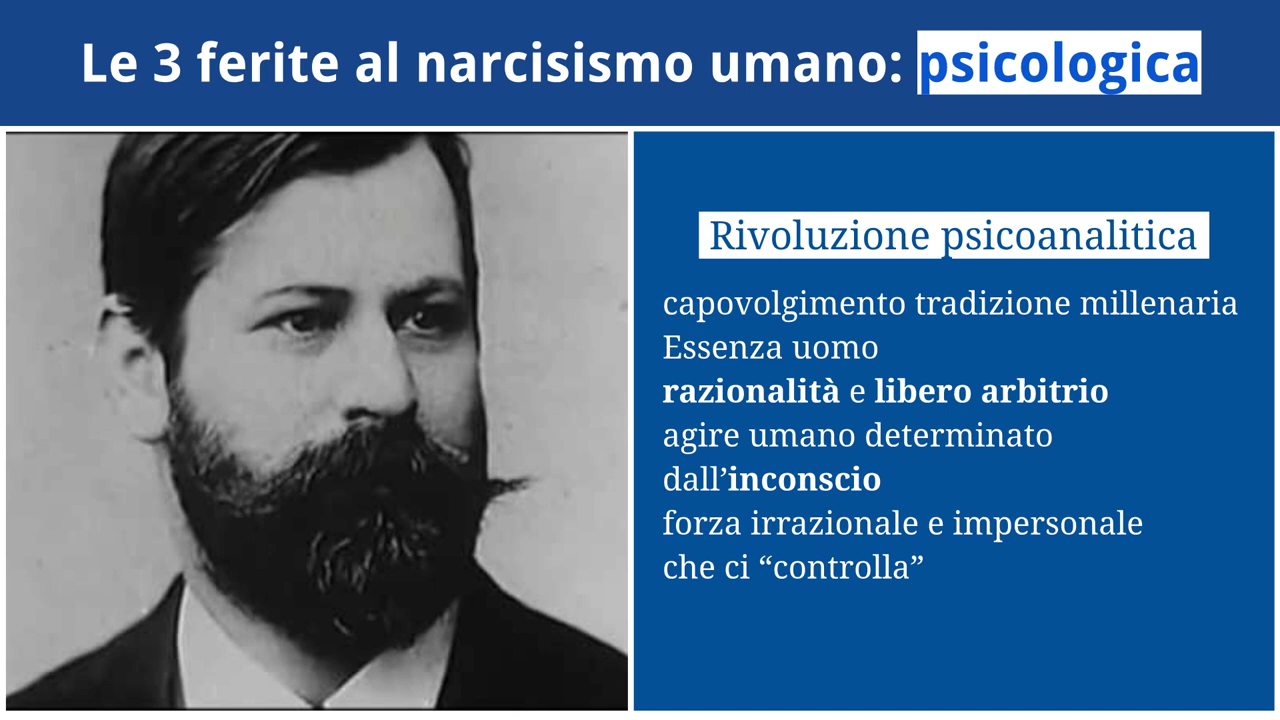 Le 3 ferite al narcisismo umano: psicologica
Rivoluzione psicoanalitica
capovolgimento tradizione millenaria
Essenza uomo
razionalità e libero arbitrio
agire umano determinato
dall’inconscio
forza irrazionale e impersonale
che ci “controlla”